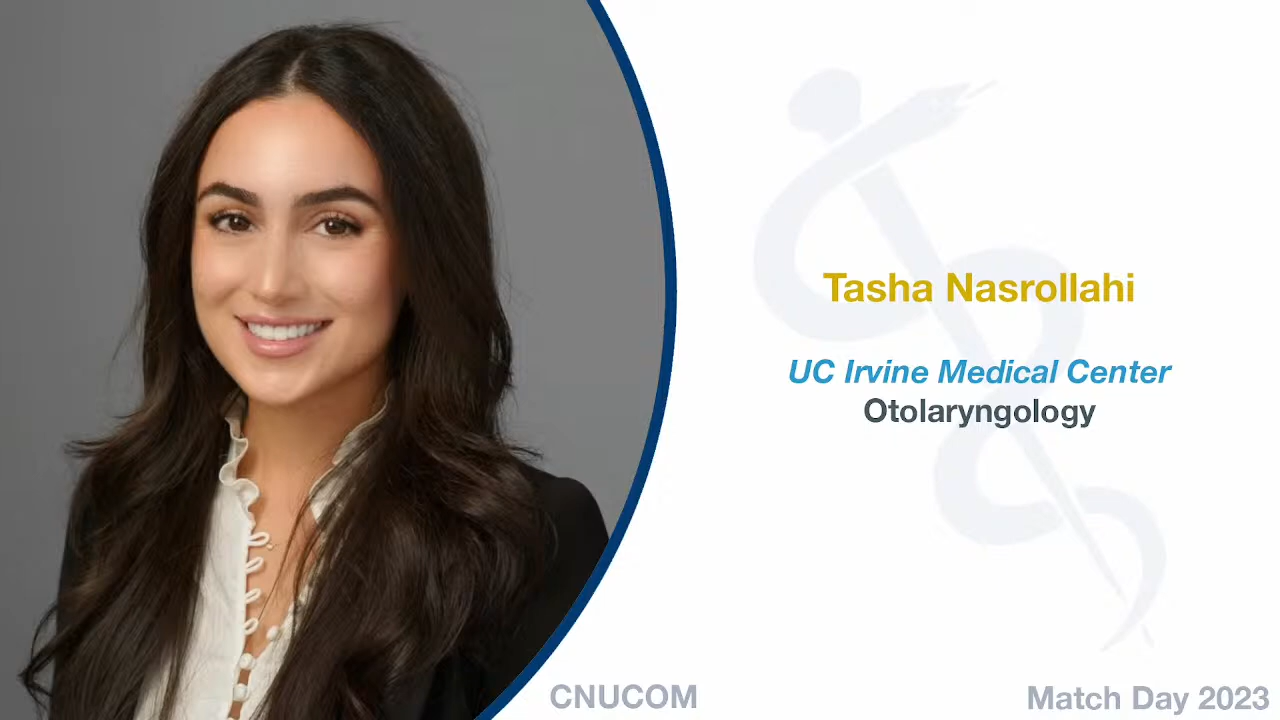 Tasha Nasrollahi
UC Irvine Medical Center
Otolaryngology
CNUCOM
Match Day 2023